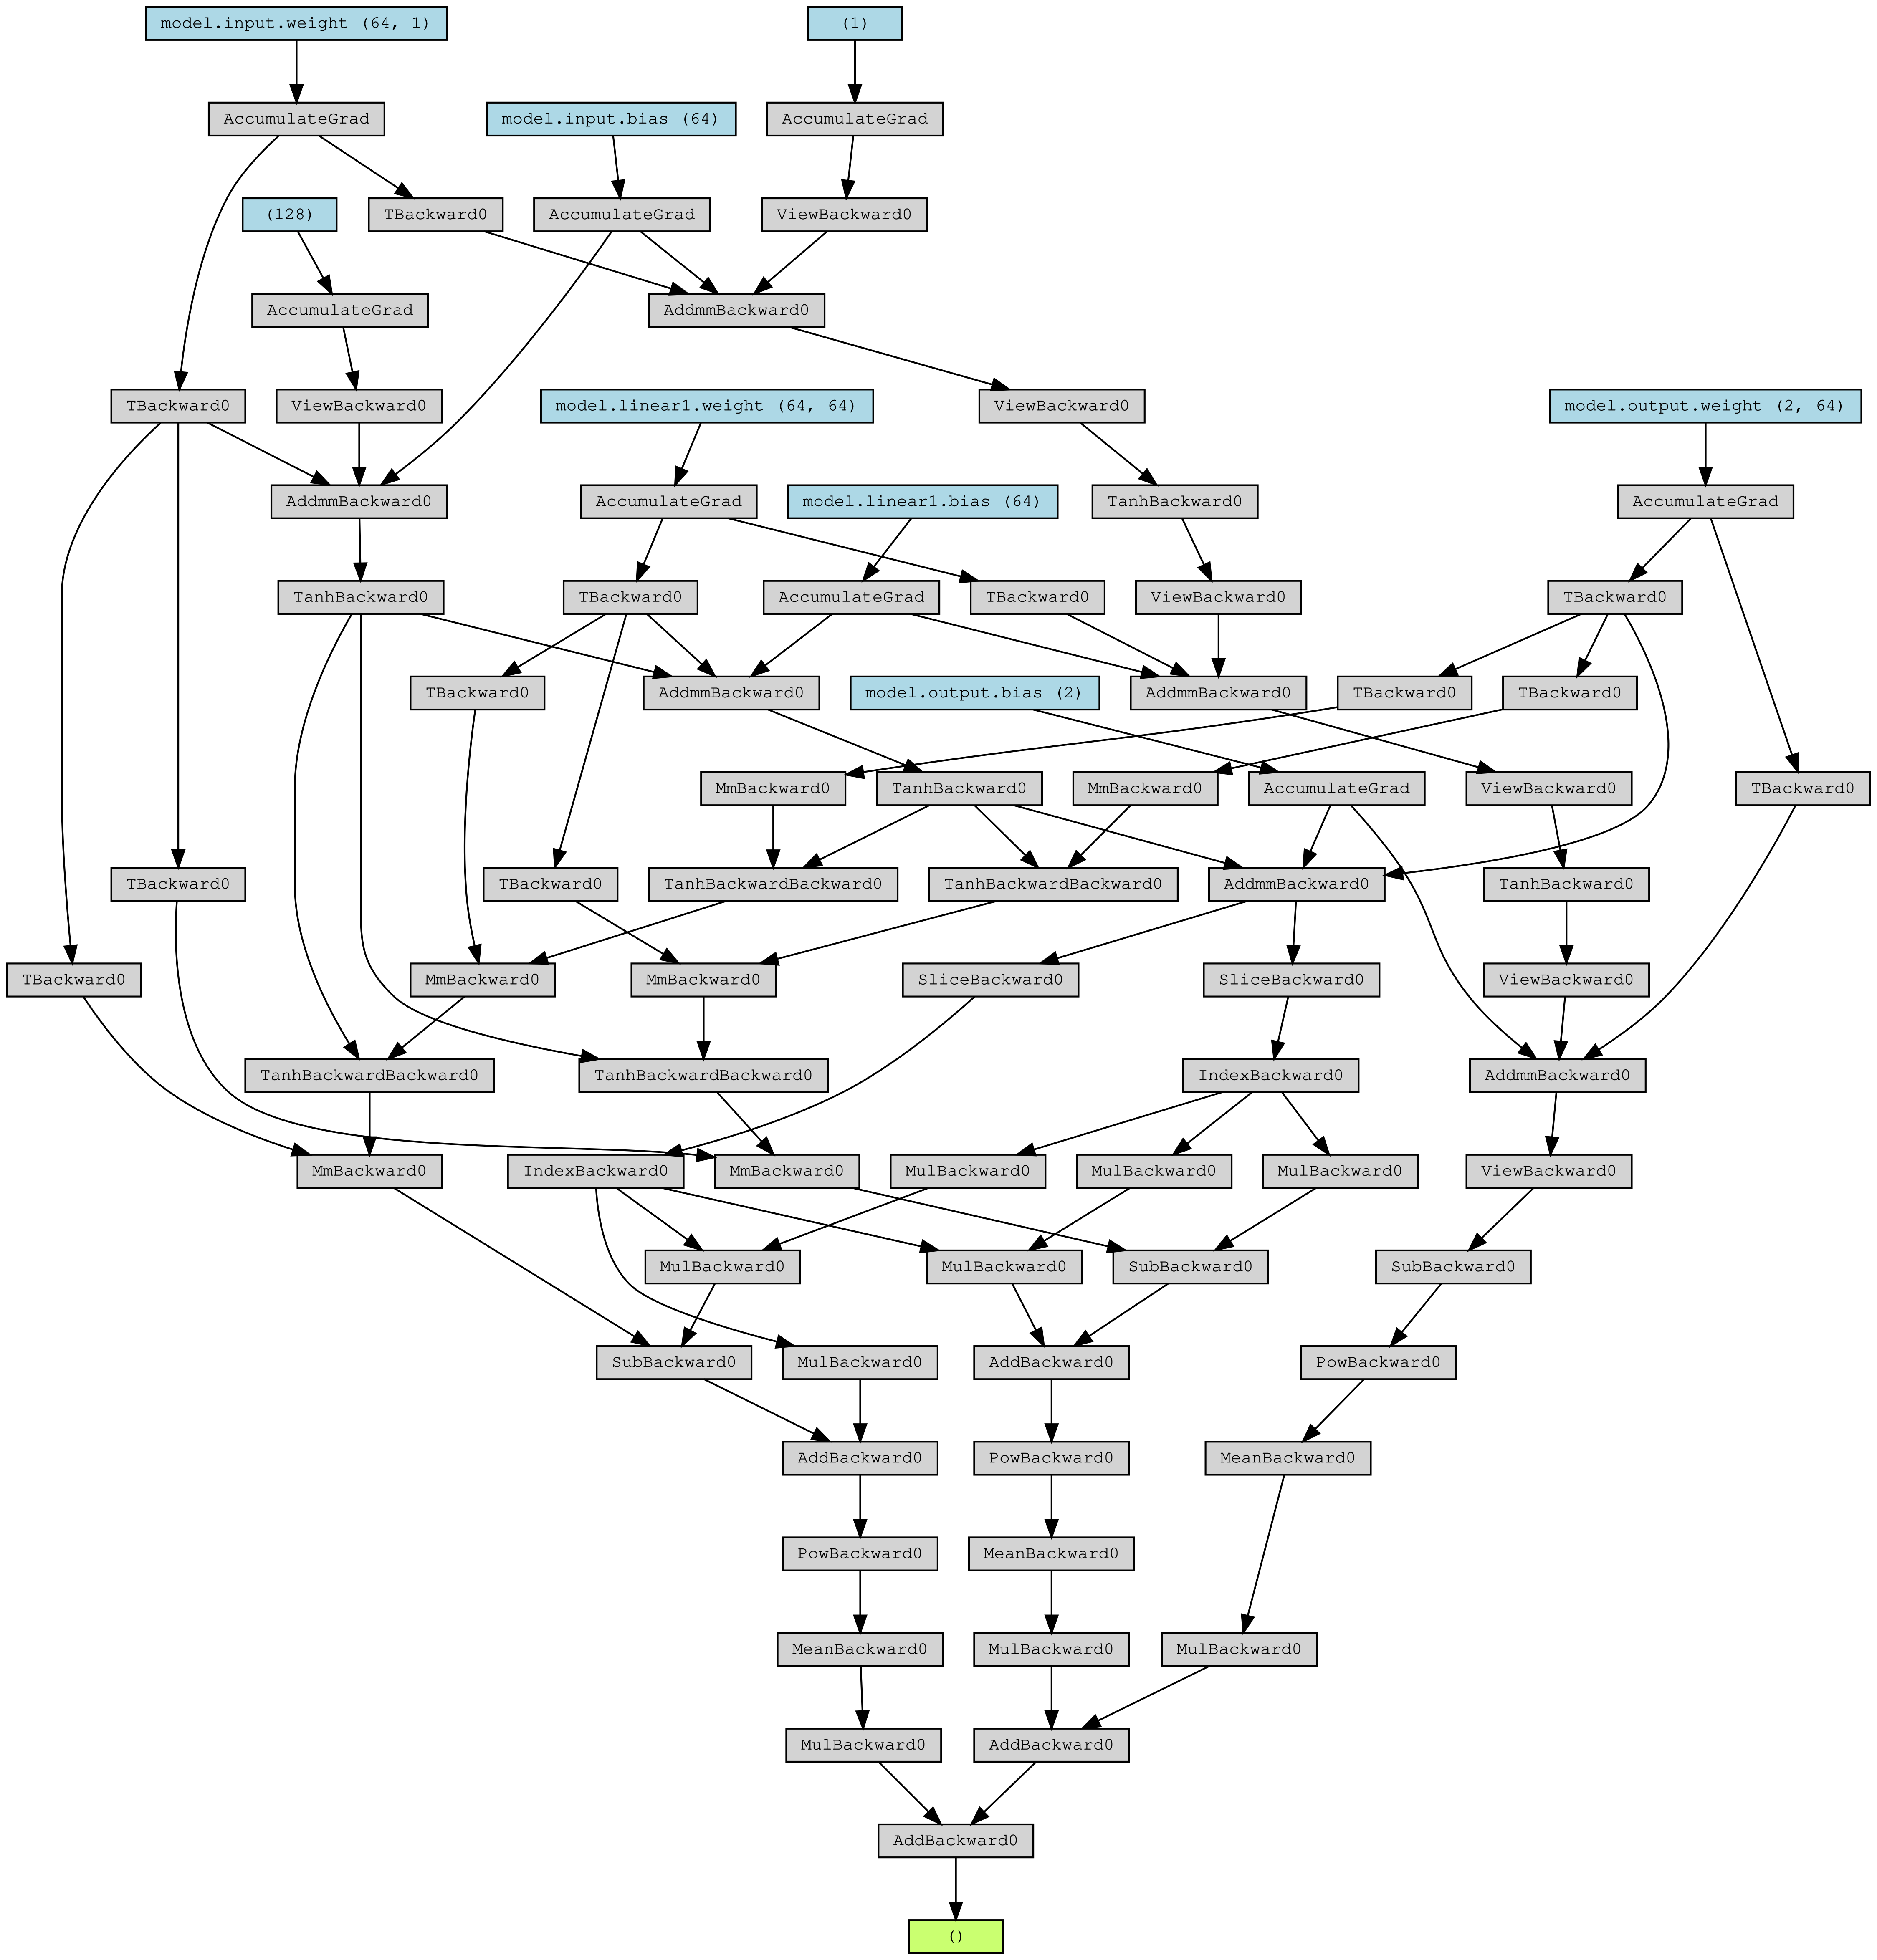 model.input.weight (64, 1)
(1)
AccumulateGrad
model.input.bias (64)
AccumulateGrad
(128)
TBackward0
AccumulateGrad
ViewBackward0
AccumulateGrad
AddmmBackward0
TBackward0
ViewBackward0
model.linear1.weight (64, 64)
ViewBackward0
model.output.weight (2, 64)
AddmmBackward0
AccumulateGrad
model.linear1.bias (64)
TanhBackward0
AccumulateGrad
TanhBackward0
TBackward0
AccumulateGrad
TBackward0
ViewBackward0
TBackward0
TBackward0
AddmmBackward0
model.output.bias (2)
AddmmBackward0
TBackward0
TBackward0
MmBackward0
TanhBackward0
MmBackward0
AccumulateGrad
ViewBackward0
TBackward0
TBackward0
TBackward0
TanhBackwardBackward0
TanhBackwardBackward0
AddmmBackward0
TanhBackward0
TBackward0
MmBackward0
MmBackward0
SliceBackward0
SliceBackward0
ViewBackward0
TanhBackwardBackward0
TanhBackwardBackward0
IndexBackward0
AddmmBackward0
MmBackward0
IndexBackward0
MmBackward0
MulBackward0
MulBackward0
MulBackward0
ViewBackward0
MulBackward0
MulBackward0
SubBackward0
SubBackward0
SubBackward0
MulBackward0
AddBackward0
PowBackward0
AddBackward0
PowBackward0
MeanBackward0
PowBackward0
MeanBackward0
MeanBackward0
MulBackward0
MulBackward0
MulBackward0
AddBackward0
AddBackward0
()